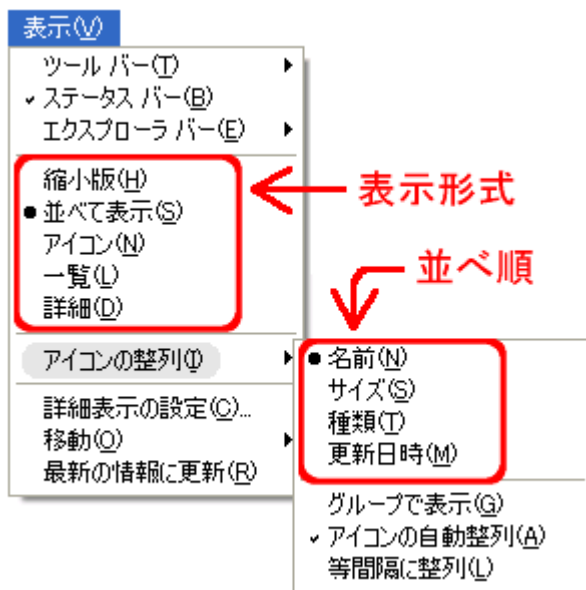 表示(V)
ツール バー(T)
ステータス バー(B)
エクスプローラ バー(E)
縮小版(H)
並べて表示(S)
アイコン(N)
一覧(L)
詳細(D)
表示形式
並べ順
アイコンの整列(I)
名前(N)
サイズ(S)
種類(T)
更新日時(M)
詳細表示の設定(C)...
移動(O)
最新の情報に更新(R)
グループで表示(G)
アイコンの自動整列(A)
等間隔に整列(L)